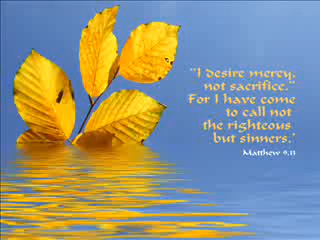 "I desire mercy,
not sacrifice."
For I have come
to call not
the righteous
but sinners.'
Matthew 9,13